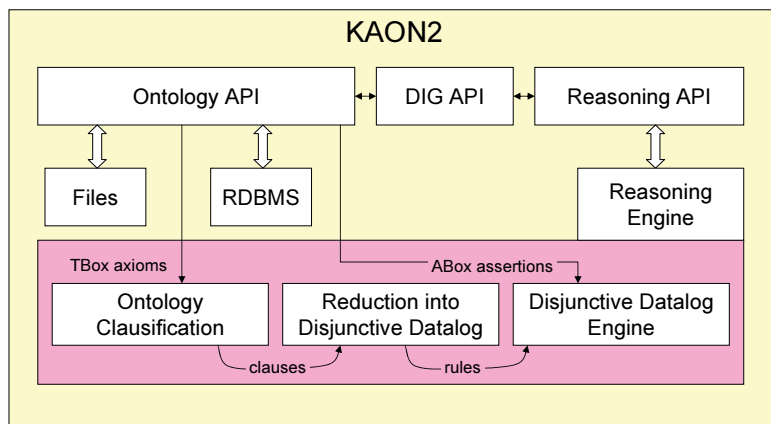 KAON2
Ontology API
DIG API
Reasoning API
Files
RDBMS
Reasoning
Engine
TBox axioms
ABox assertions
Ontology
Clausification
Reduction into
Disjunctive Datalog
Disjunctive Datalog
Engine
clauses
rules